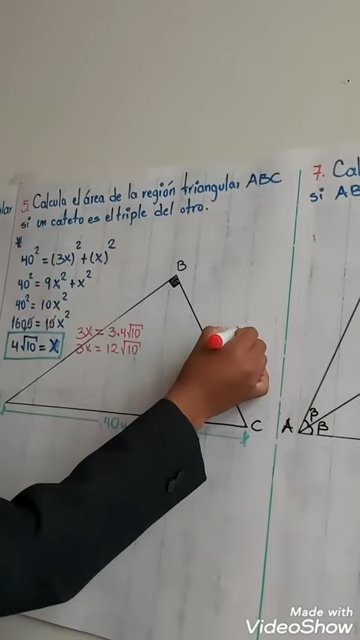 5. Calcula el área de la región triangular ABC
si un cateto es el triple del otro.
40² = (3x)² + (x)²
40² = 9x² + x²
40² = 10x²
1600 = 10x²
4√10 = x
3x = 3·4√10
3x = 12√10
B
C
40
7. Cal
si AB
A
β
β
Made with
VideoShow